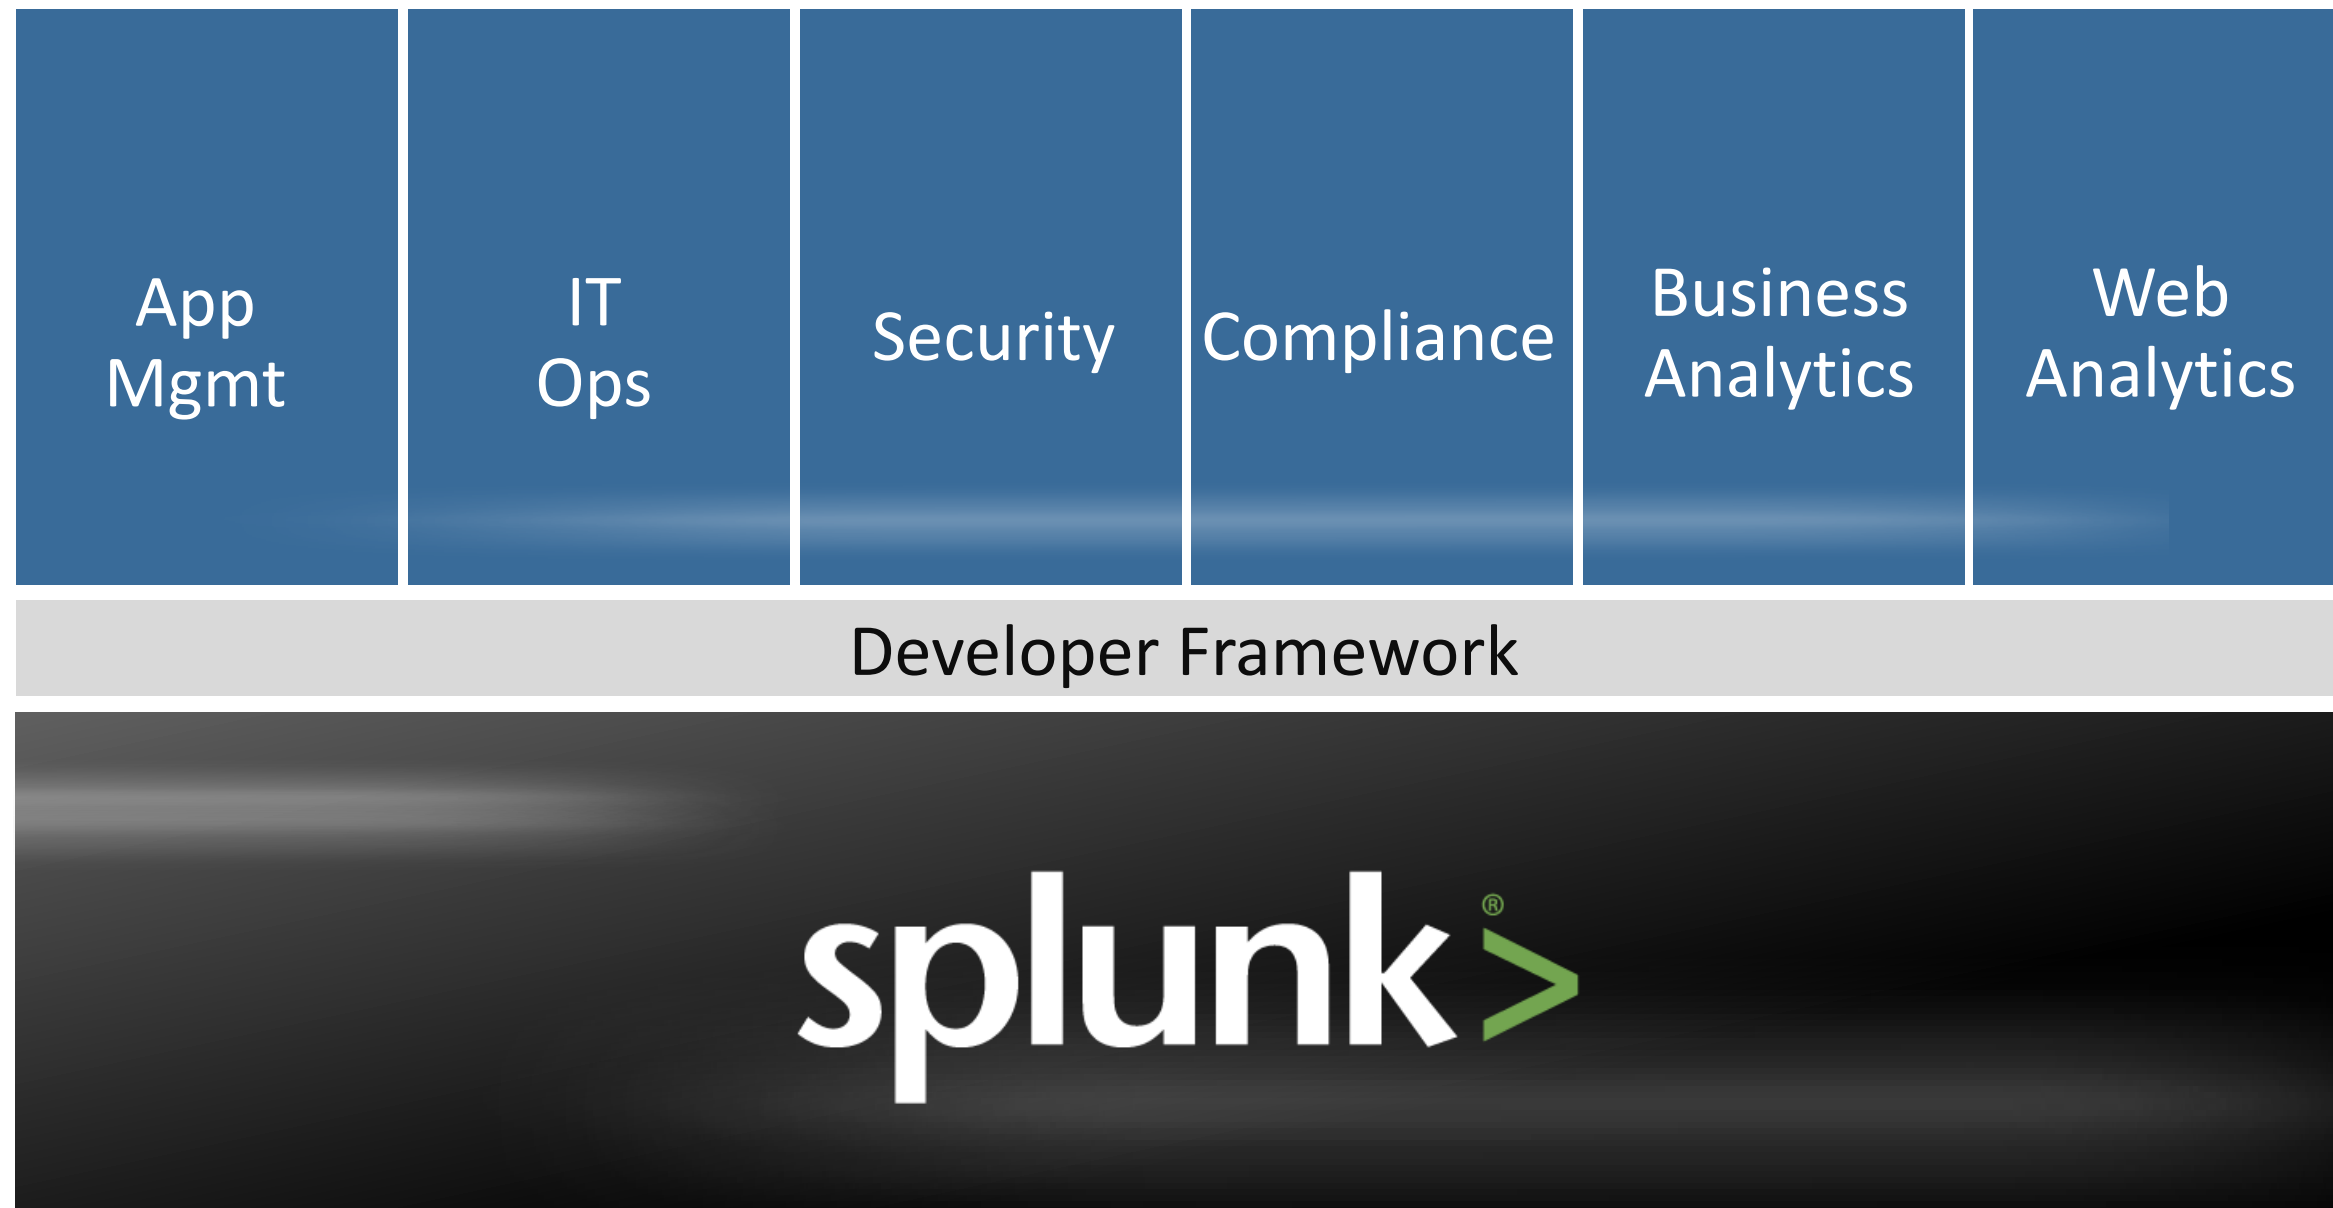 App
Mgmt
IT
Ops
Security
Compliance
Business
Analytics
Web
Analytics
Developer Framework
splunk>®